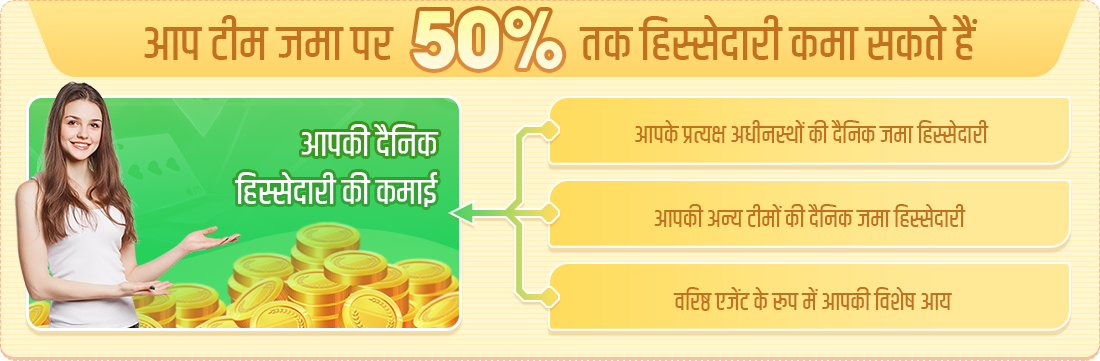 आप टीम जमा पर 50% तक हिस्सेदारी कमा सकते हैं
आपकी दैनिक
हिस्सेदारी की कमाई
आपके प्रत्यक्ष अधीनस्थों की दैनिक जमा हिस्सेदारी
आपकी अन्य टीमों की दैनिक जमा हिस्सेदारी
वरिष्ठ एजेंट के रूप में आपकी विशेष आय